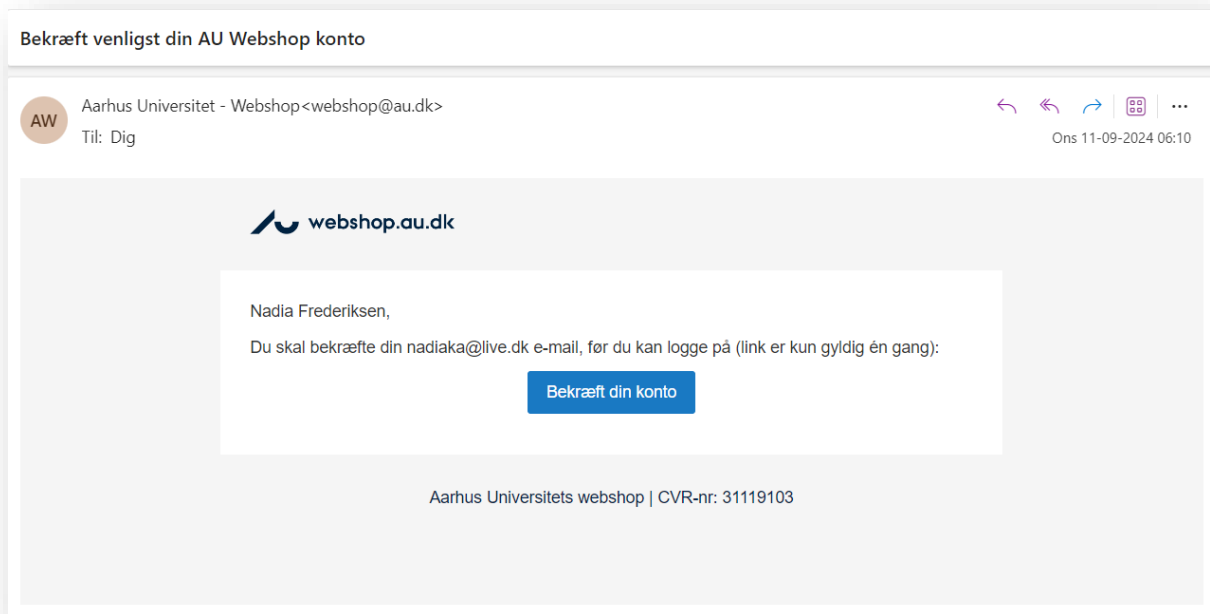 Bekræft venligst din AU Webshop konto
AW
Aarhus Universitet - Webshop<webshop@au.dk>
Til: Dig
Ons 11-09-2024 06:10
webshop.au.dk
Nadia Frederiksen,
Du skal bekræfte din nadiaka@live.dk e-mail, før du kan logge på (link er kun gyldig én gang):
Bekræft din konto
Aarhus Universitets webshop | CVR-nr: 31119103